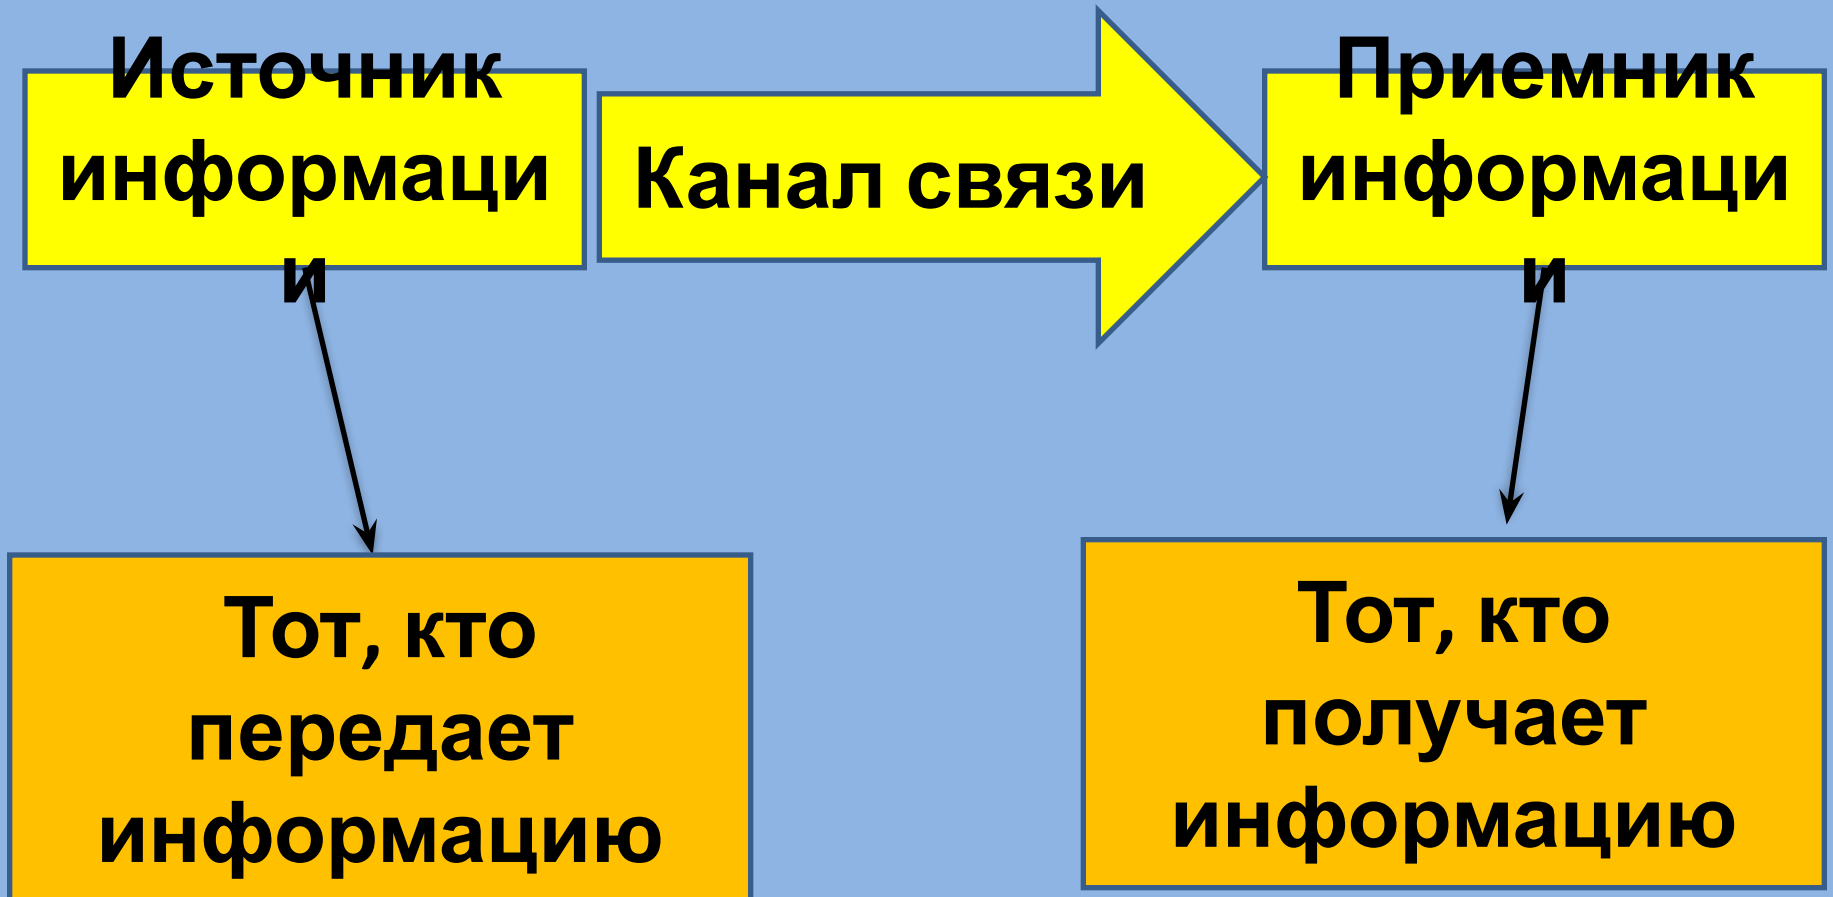 Источник
информаци
и
Канал связи
Приемник
информаци
и
Тот, кто
передает
информацию
Тот, кто
получает
информацию